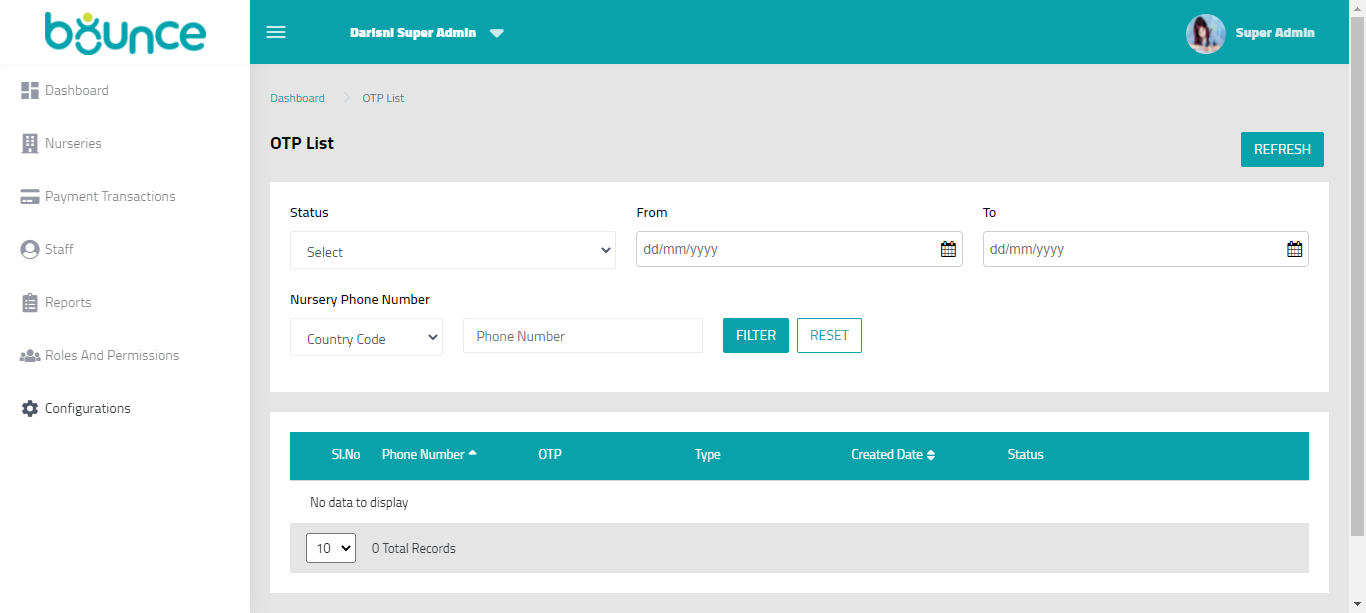 bounce
Darisni Super Admin
Super Admin
Dashboard
Nurseries
Payment Transactions
Staff
Reports
Roles And Permissions
Configurations
Dashboard OTP List
OTP List
REFRESH
Status From To
Select dd/mm/yyyy dd/mm/yyyy
Nursery Phone Number
Country Code Phone Number FILTER RESET
Sl.No Phone Number OTP Type Created Date Status
No data to display
10 0 Total Records